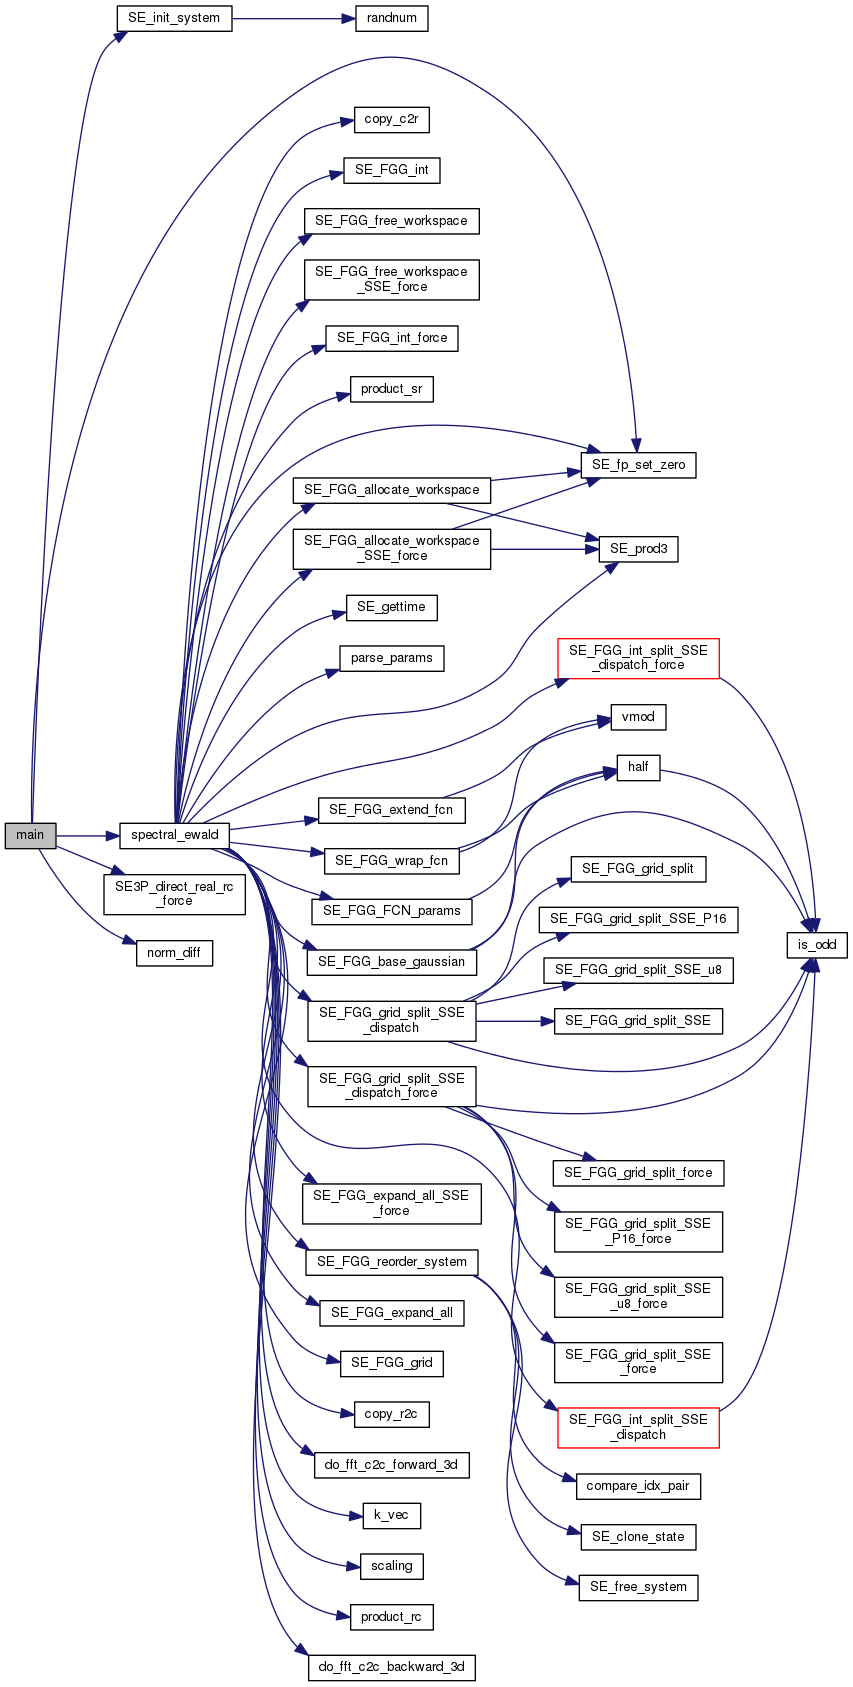 SE_init_system
randnum
copy_c2r
SE_FGG_int
SE_FGG_free_workspace
SE_FGG_free_workspace
_SSE_force
SE_FGG_int_force
product_sr
SE_fp_set_zero
SE_FGG_allocate_workspace
SE_FGG_allocate_workspace
_SSE_force
SE_prod3
SE_gettime
parse_params
SE_FGG_int_split_SSE
_dispatch_force
vmod
half
SE_FGG_extend_fcn
main
spectral_ewald
SE_FGG_wrap_fcn
SE_FGG_grid_split
SE3P_direct_real_rc
_force
SE_FGG_FCN_params
SE_FGG_grid_split_SSE_P16
is_odd
norm_diff
SE_FGG_base_gaussian
SE_FGG_grid_split_SSE_u8
SE_FGG_grid_split_SSE
_dispatch
SE_FGG_grid_split_SSE
SE_FGG_grid_split_SSE
_dispatch_force
SE_FGG_grid_split_force
SE_FGG_expand_all_SSE
_force
SE_FGG_grid_split_SSE
_P16_force
SE_FGG_reorder_system
SE_FGG_grid_split_SSE
_u8_force
SE_FGG_expand_all
SE_FGG_grid
SE_FGG_grid_split_SSE
_force
copy_r2c
SE_FGG_int_split_SSE
_dispatch
do_fft_c2c_forward_3d
compare_idx_pair
k_vec
SE_clone_state
scaling
SE_free_system
product_rc
do_fft_c2c_backward_3d